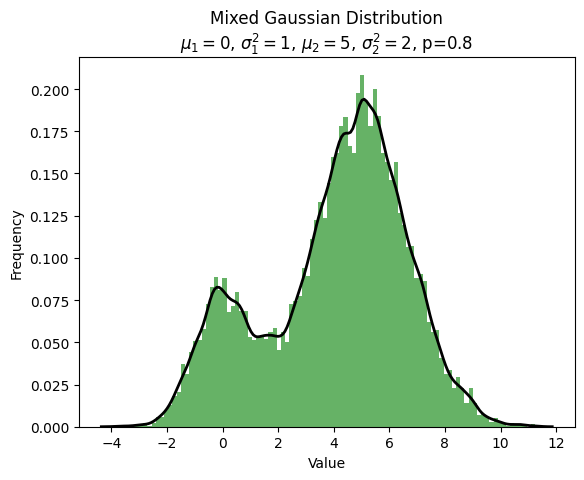 Mixed Gaussian Distribution
μ₁ = 0, σ₁² = 1, μ₂ = 5, σ₂² = 2, p=0.8
0.200
0.175
0.150
0.125
0.100
0.075
0.050
0.025
0.000
Frequency
−4 −2 0 2 4 6 8 10 12
Value